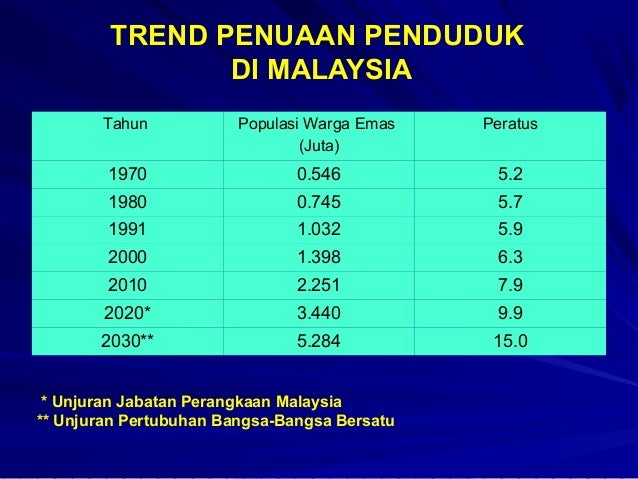 TREND PENUAAN PENDUDUK
DI MALAYSIA
Tahun Populasi Warga Emas Peratus
(Juta)
1970 0.546 5.2
1980 0.745 5.7
1991 1.032 5.9
2000 1.398 6.3
2010 2.251 7.9
2020* 3.440 9.9
2030** 5.284 15.0
* Unjuran Jabatan Perangkaan Malaysia
** Unjuran Pertubuhan Bangsa-Bangsa Bersatu